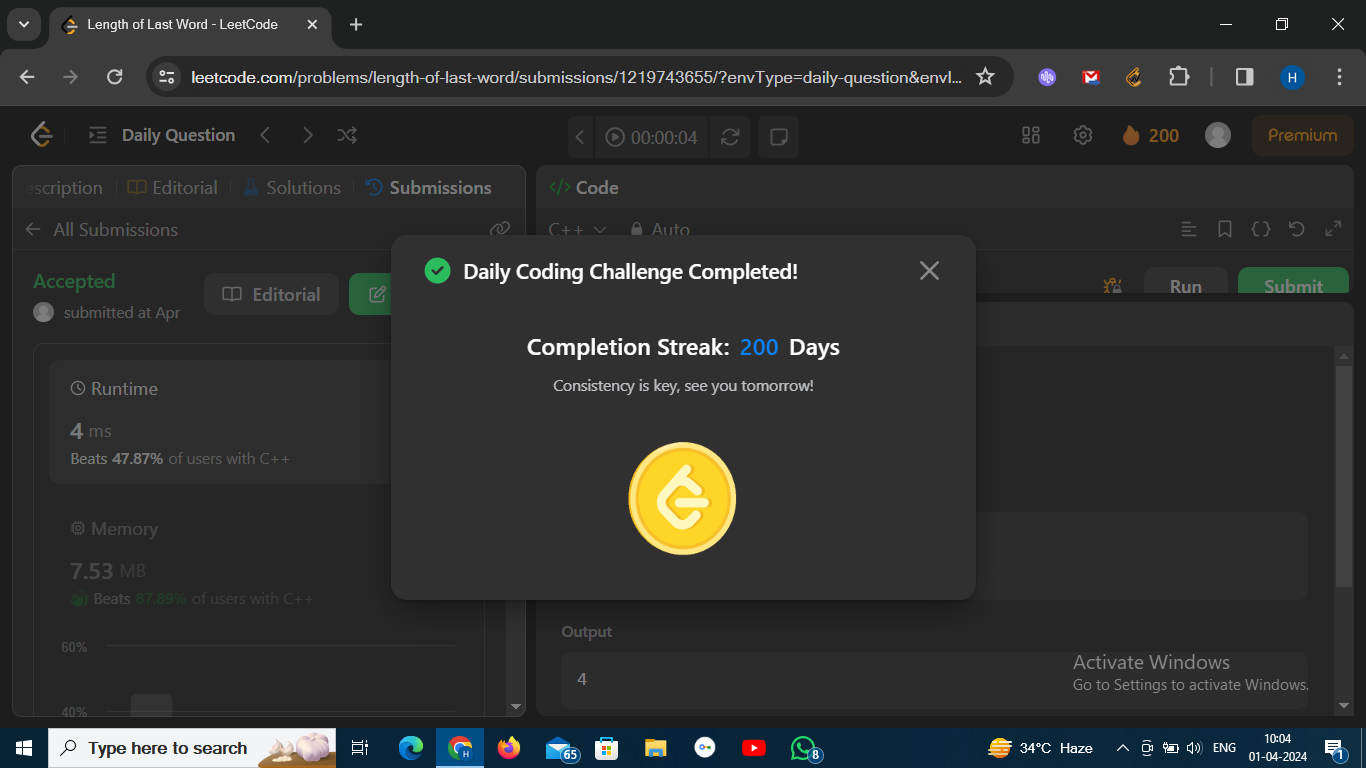 Length of Last Word - LeetCode
leetcode.com/problems/length-of-last-word/submissions/1219743655/?envType=daily-question&envI...
H
Daily Question
00:00:04
200
Premium
escription
Editorial
Solutions
Submissions
</> Code
All Submissions
C++
Auto
Accepted
submitted at Apr
Editorial
Run
Submit
Daily Coding Challenge Completed!
Completion Streak: 200 Days
Consistency is key, see you tomorrow!
Runtime
4 ms
Beats 47.87% of users with C++
Memory
7.53 MB
Beats 87.89% of users with C++
60%
40%
Output
4
Activate Windows
Go to Settings to activate Windows.
Type here to search
H
65
8
34°C Haze
ENG
10:04
01-04-2024
1